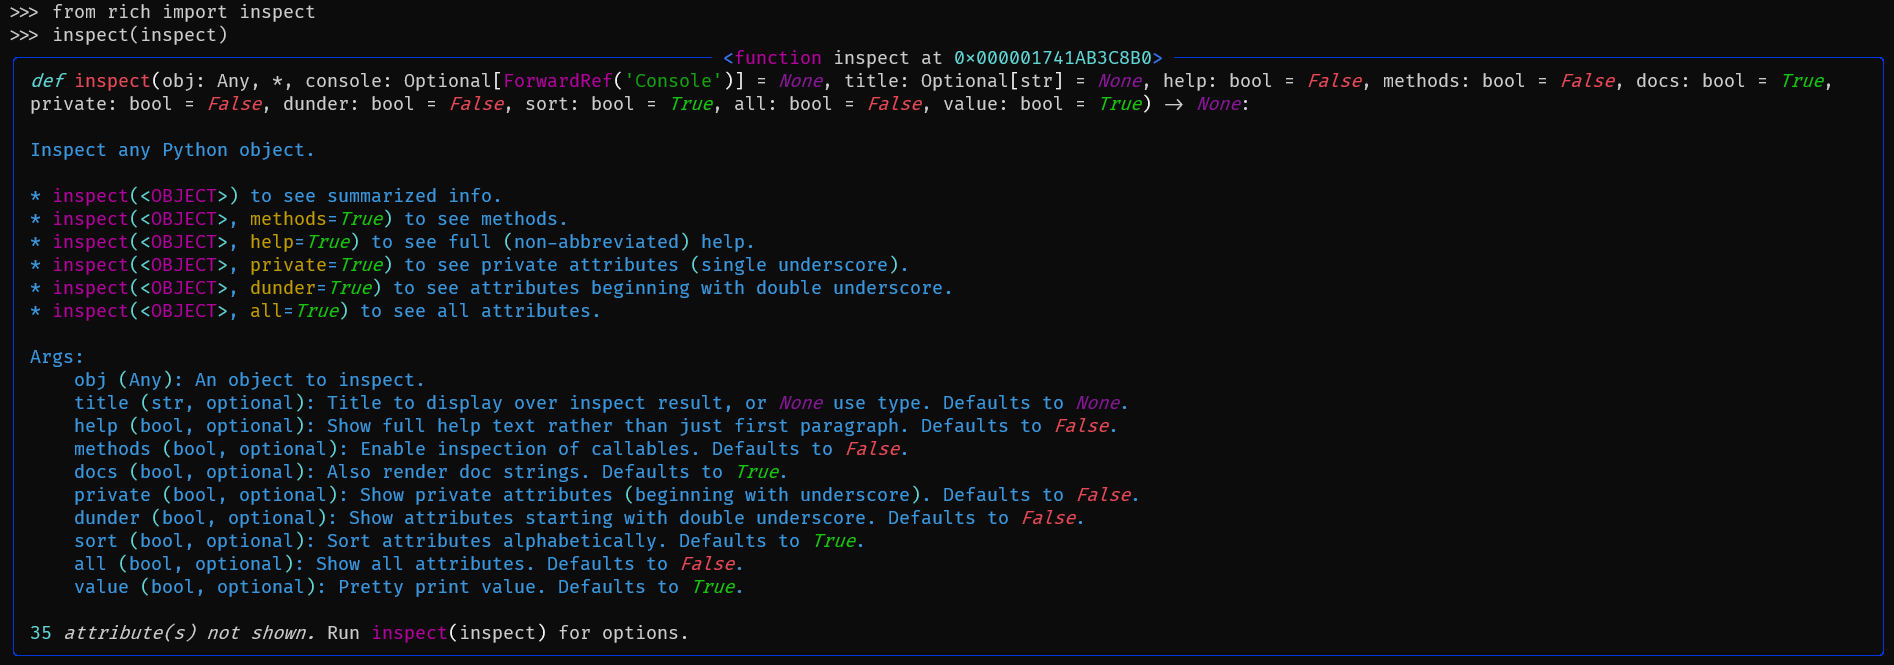 >>> from rich import inspect
>>> inspect(inspect)
<function inspect at 0×000001741AB3C8B0>
def inspect(obj: Any, *, console: Optional[ForwardRef('Console')] = None, title: Optional[str] = None, help: bool = False, methods: bool = False, docs: bool = True,
private: bool = False, dunder: bool = False, sort: bool = True, all: bool = False, value: bool = True) → None:
Inspect any Python object.
* inspect(<OBJECT>) to see summarized info.
* inspect(<OBJECT>, methods=True) to see methods.
* inspect(<OBJECT>, help=True) to see full (non-abbreviated) help.
* inspect(<OBJECT>, private=True) to see private attributes (single underscore).
* inspect(<OBJECT>, dunder=True) to see attributes beginning with double underscore.
* inspect(<OBJECT>, all=True) to see all attributes.
Args:
obj (Any): An object to inspect.
title (str, optional): Title to display over inspect result, or None use type. Defaults to None.
help (bool, optional): Show full help text rather than just first paragraph. Defaults to False.
methods (bool, optional): Enable inspection of callables. Defaults to False.
docs (bool, optional): Also render doc strings. Defaults to True.
private (bool, optional): Show private attributes (beginning with underscore). Defaults to False.
dunder (bool, optional): Show attributes starting with double underscore. Defaults to False.
sort (bool, optional): Sort attributes alphabetically. Defaults to True.
all (bool, optional): Show all attributes. Defaults to False.
value (bool, optional): Pretty print value. Defaults to True.
35 attribute(s) not shown. Run inspect(inspect) for options.